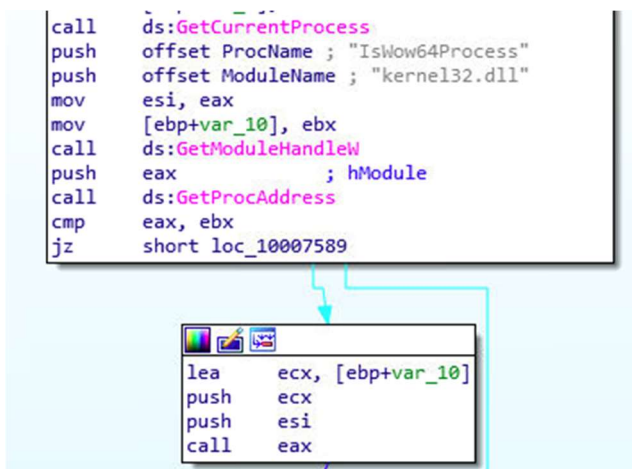 call ds:GetCurrentProcess
push offset ProcName ; "IsWow64Process"
push offset ModuleName ; "kernel32.dll"
mov esi, eax
mov [ebp+var_10], ebx
call ds:GetModuleHandleW
push eax ; hModule
call ds:GetProcAddress
cmp eax, ebx
jz short loc_10007589
lea ecx, [ebp+var_10]
push ecx
push esi
call eax